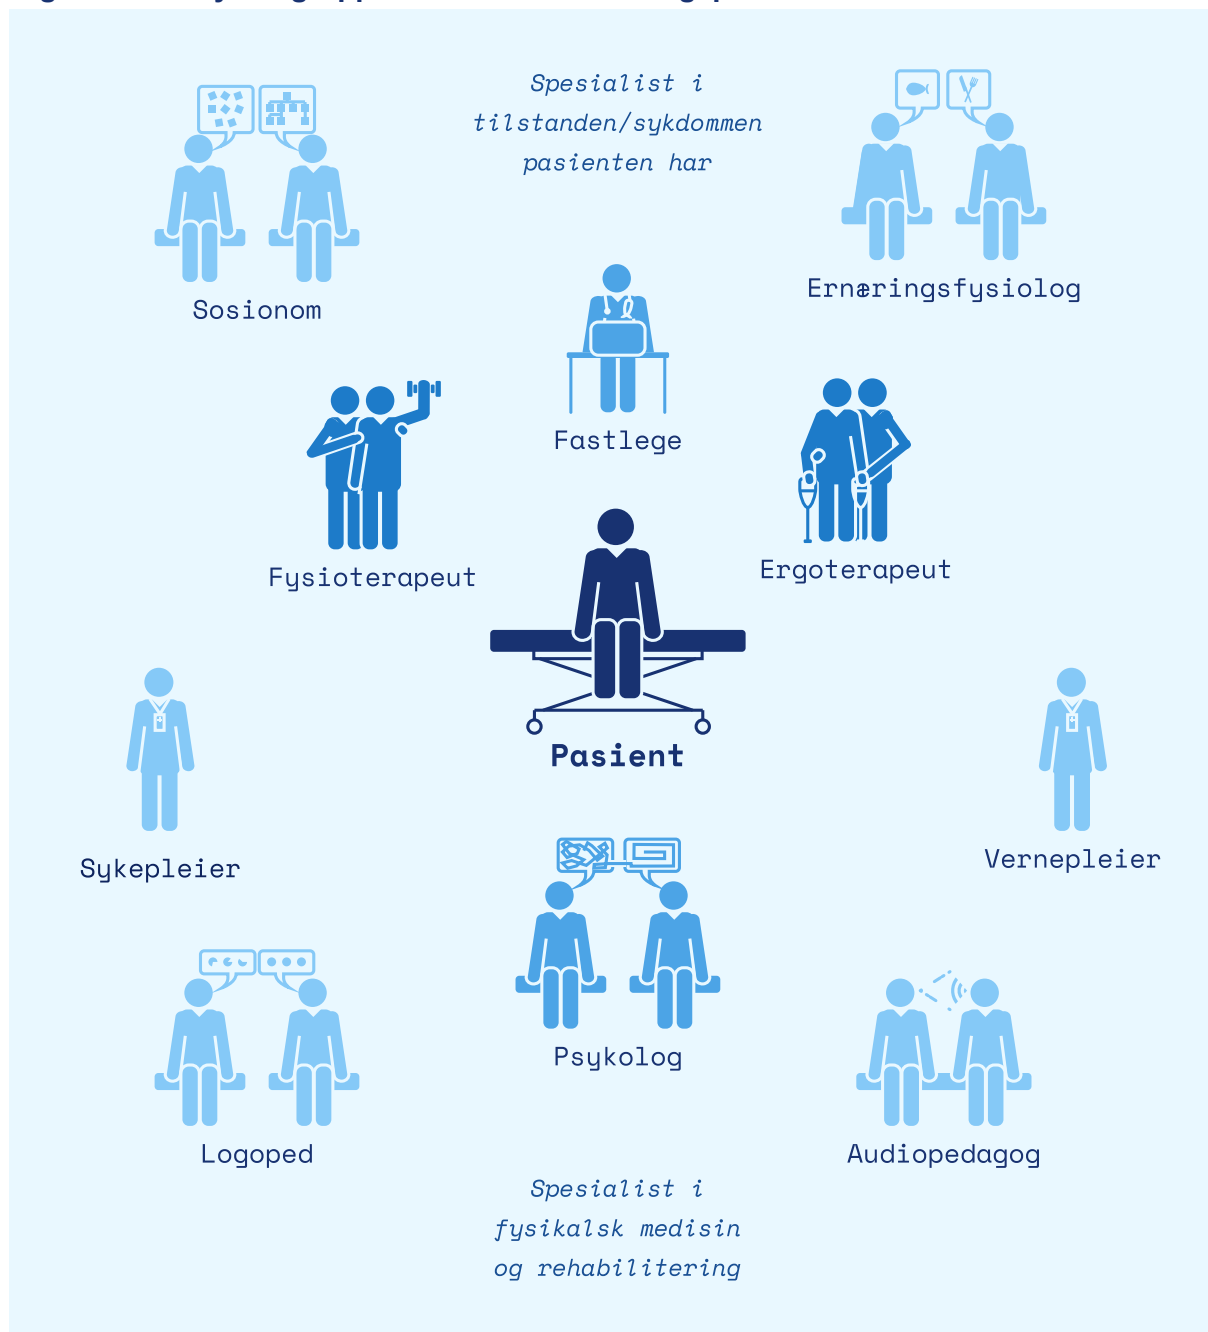 Spesialist i
tilstanden/sykdommen
pasienten har
Ernæringsfysiolog
Sosionom
Fastlege
Ergoterapeut
Fysioterapeut
Pasient
Vernepleier
Sykepleier
Psykolog
Logoped
Audiopedagog
Spesialist i
fysikalsk medisin
og rehabilitering